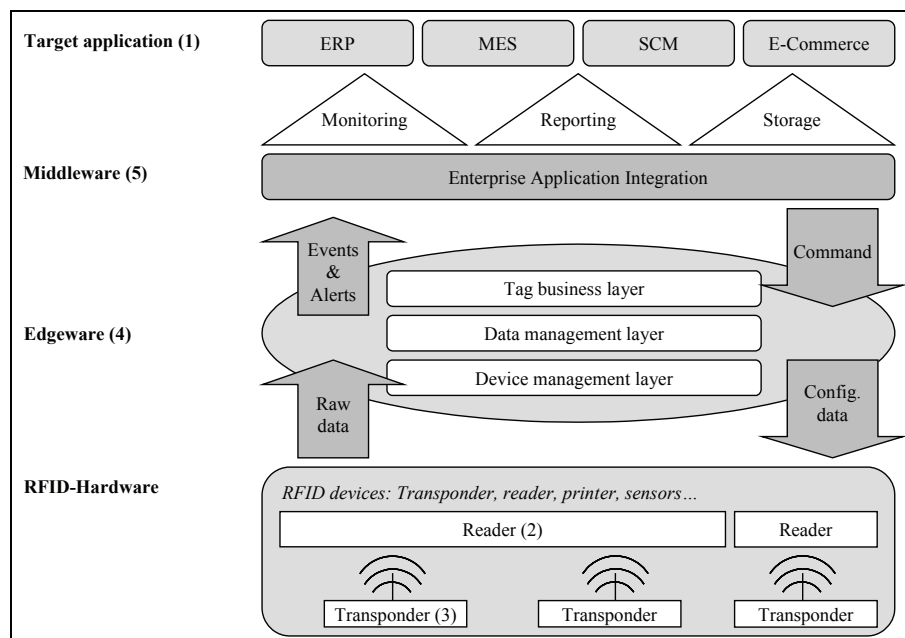 Target application (1)
ERP
MES
SCM
E-Commerce
Monitoring
Reporting
Storage
Middleware (5)
Enterprise Application Integration
Events
&
Alerts
Command
Tag business layer
Edgeware (4)
Data management layer
Device management layer
Raw
data
Config.
data
RFID-Hardware
RFID devices: Transponder, reader, printer, sensors…
Reader (2)
Reader
Transponder (3)
Transponder
Transponder